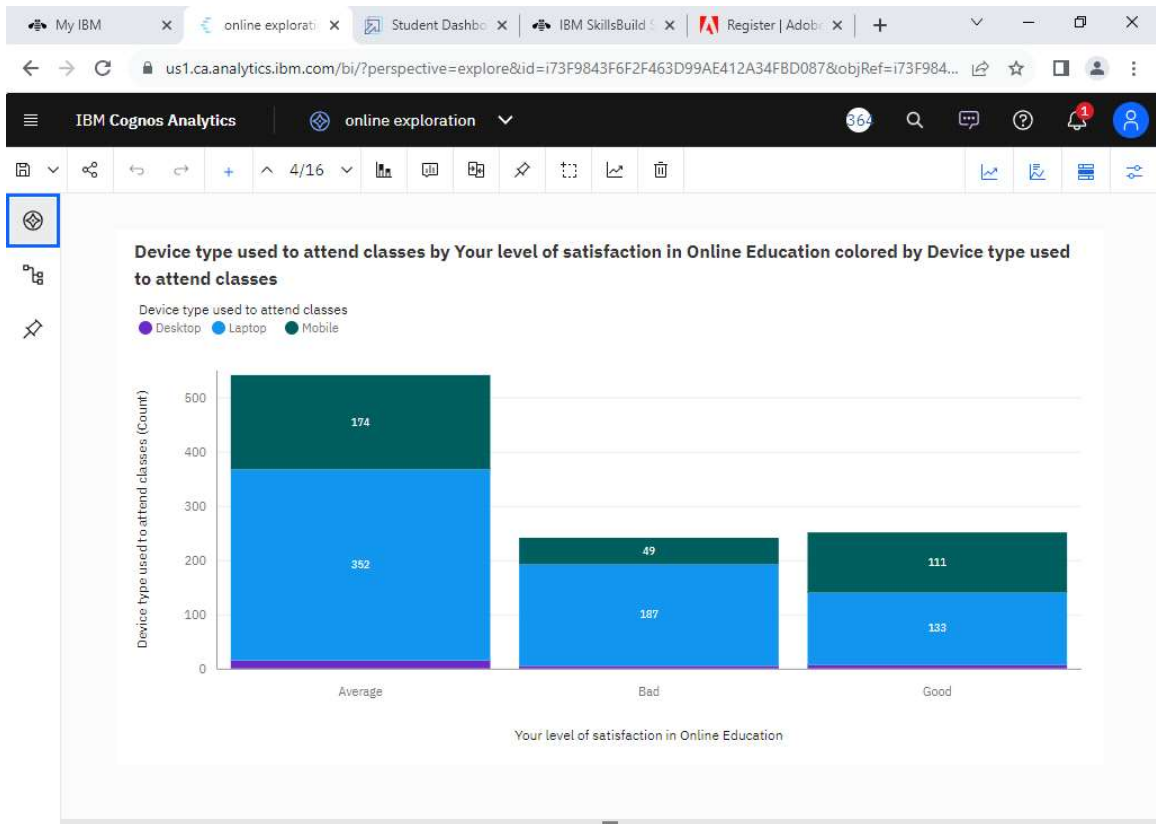 My IBM
online explorati
Student Dashbo
IBM SkillsBuild S
Register | Adobe
us1.ca.analytics.ibm.com/bi/?perspective=explore&id=i73F9843F6F2F463D99AE412A34FBD087&objRef=i73F984...
IBM Cognos Analytics
online exploration
364
1
4/16
Device type used to attend classes by Your level of satisfaction in Online Education colored by Device type used
to attend classes
Device type used to attend classes
Desktop Laptop Mobile
Device type used to attend classes (Count)
500
400
300
200
100
0
174
352
49
187
111
133
Average Bad Good
Your level of satisfaction in Online Education